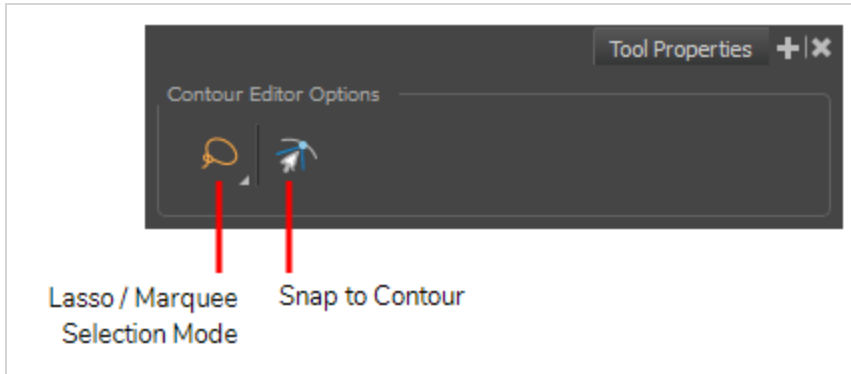 Tool Properties
Contour Editor Options
Lasso / Marquee
Selection Mode
Snap to Contour